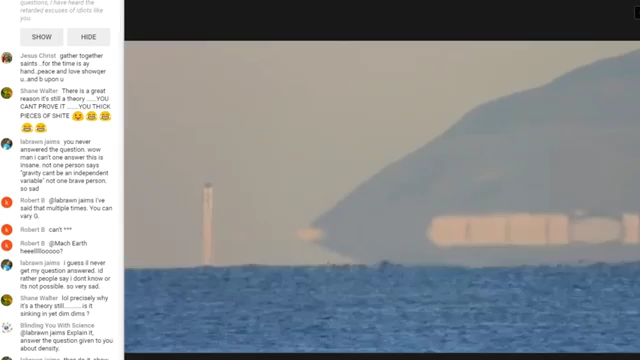 questions, i have heard the
retarded excuses of idiots like
you
SHOW
HIDE
Jesus Christ gather together
saints ..for the time is ay
hand..peace and love showqer
u..and b upon u
Shane Walter There is a great
reason it's still a theory ......YOU
CANT PROVE IT ........YOU THICK
PIECES OF SHITE
labrawn jaims you never
answered the question. wow
man i can't one answer this is
insane. not one person says
"gravity cant be an independent
variable" not one brave person.
so sad
Robert B @labrawn jaims I've
said that multiple times. You can
vary G.
Robert B can't ***
Robert B @Mach Earth
heeellllloooo?
labrawn jaims i guess il never
get my question answered. id
rather people say i dont know or
its not possible. so very sad.
Shane Walter lol precisely why
it's a theory still...........is it
sinking in yet dim dims ?
Blinding You With Science
@labrawn jaims Explain it,
answer the question given to you
about density.